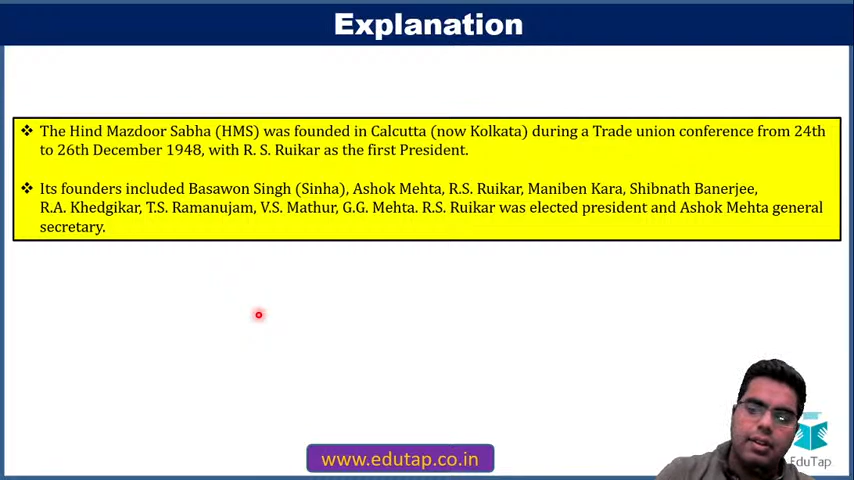 Explanation
❖ The Hind Mazdoor Sabha (HMS) was founded in Calcutta (now Kolkata) during a Trade union conference from 24th
to 26th December 1948, with R. S. Ruikar as the first President.
❖ Its founders included Basawon Singh (Sinha), Ashok Mehta, R.S. Ruikar, Maniben Kara, Shibnath Banerjee,
R.A. Khedgikar, T.S. Ramanujam, V.S. Mathur, G.G. Mehta. R.S. Ruikar was elected president and Ashok Mehta general
secretary.
EduTap
www.edutap.co.in